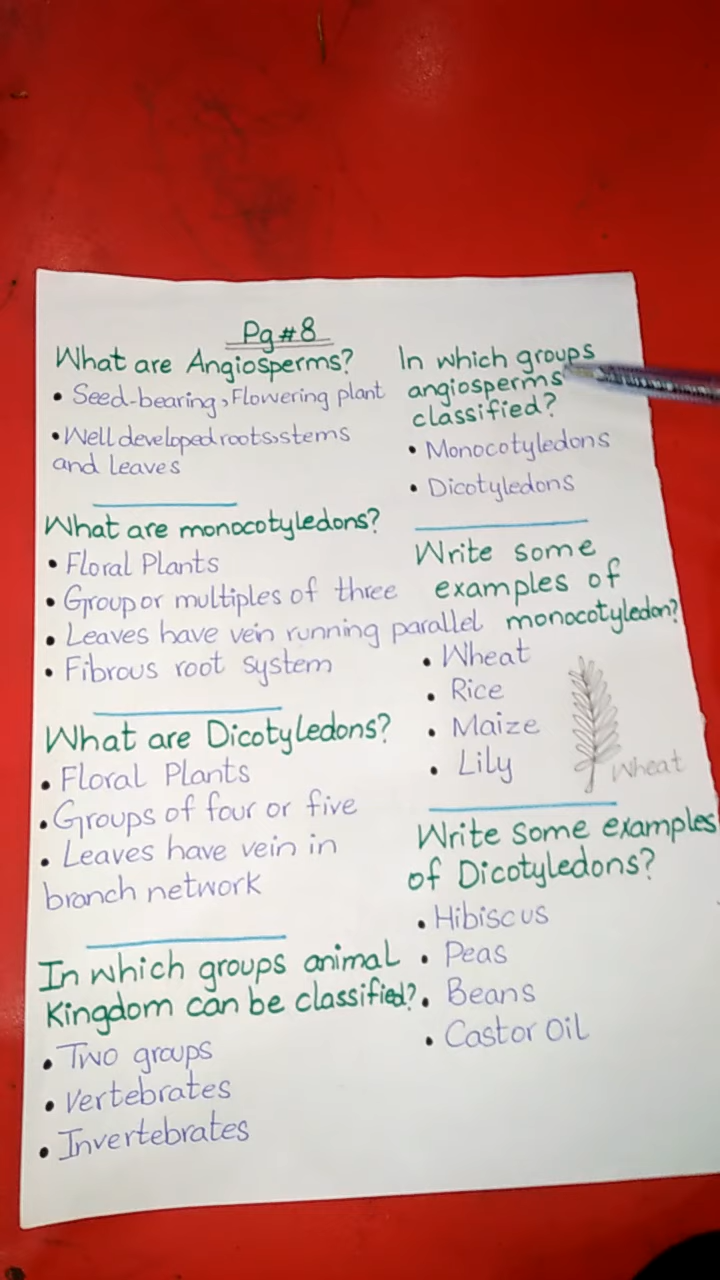 Pg#8
What are Angiosperms?
• Seed-bearing, Flowering plant
• Well developed roots, stems
and leaves
What are monocotyledons?
• Floral Plants
• Group or multiples of three
• Leaves have vein running parallel
• Fibrous root system
What are Dicotyledons?
• Floral Plants
• Groups of four or five
• Leaves have vein in
branch network
In which groups animal
Kingdom can be classified?
• Two groups
• Vertebrates
• Invertebrates
In which groups
angiosperms
classified?
• Monocotyledons
• Dicotyledons
Write some
examples of
monocotyledon?
• Wheat
• Rice
• Maize
• Lily
Wheat
Write some examples
of Dicotyledons?
• Hibiscus
• Peas
• Beans
• Castor Oil